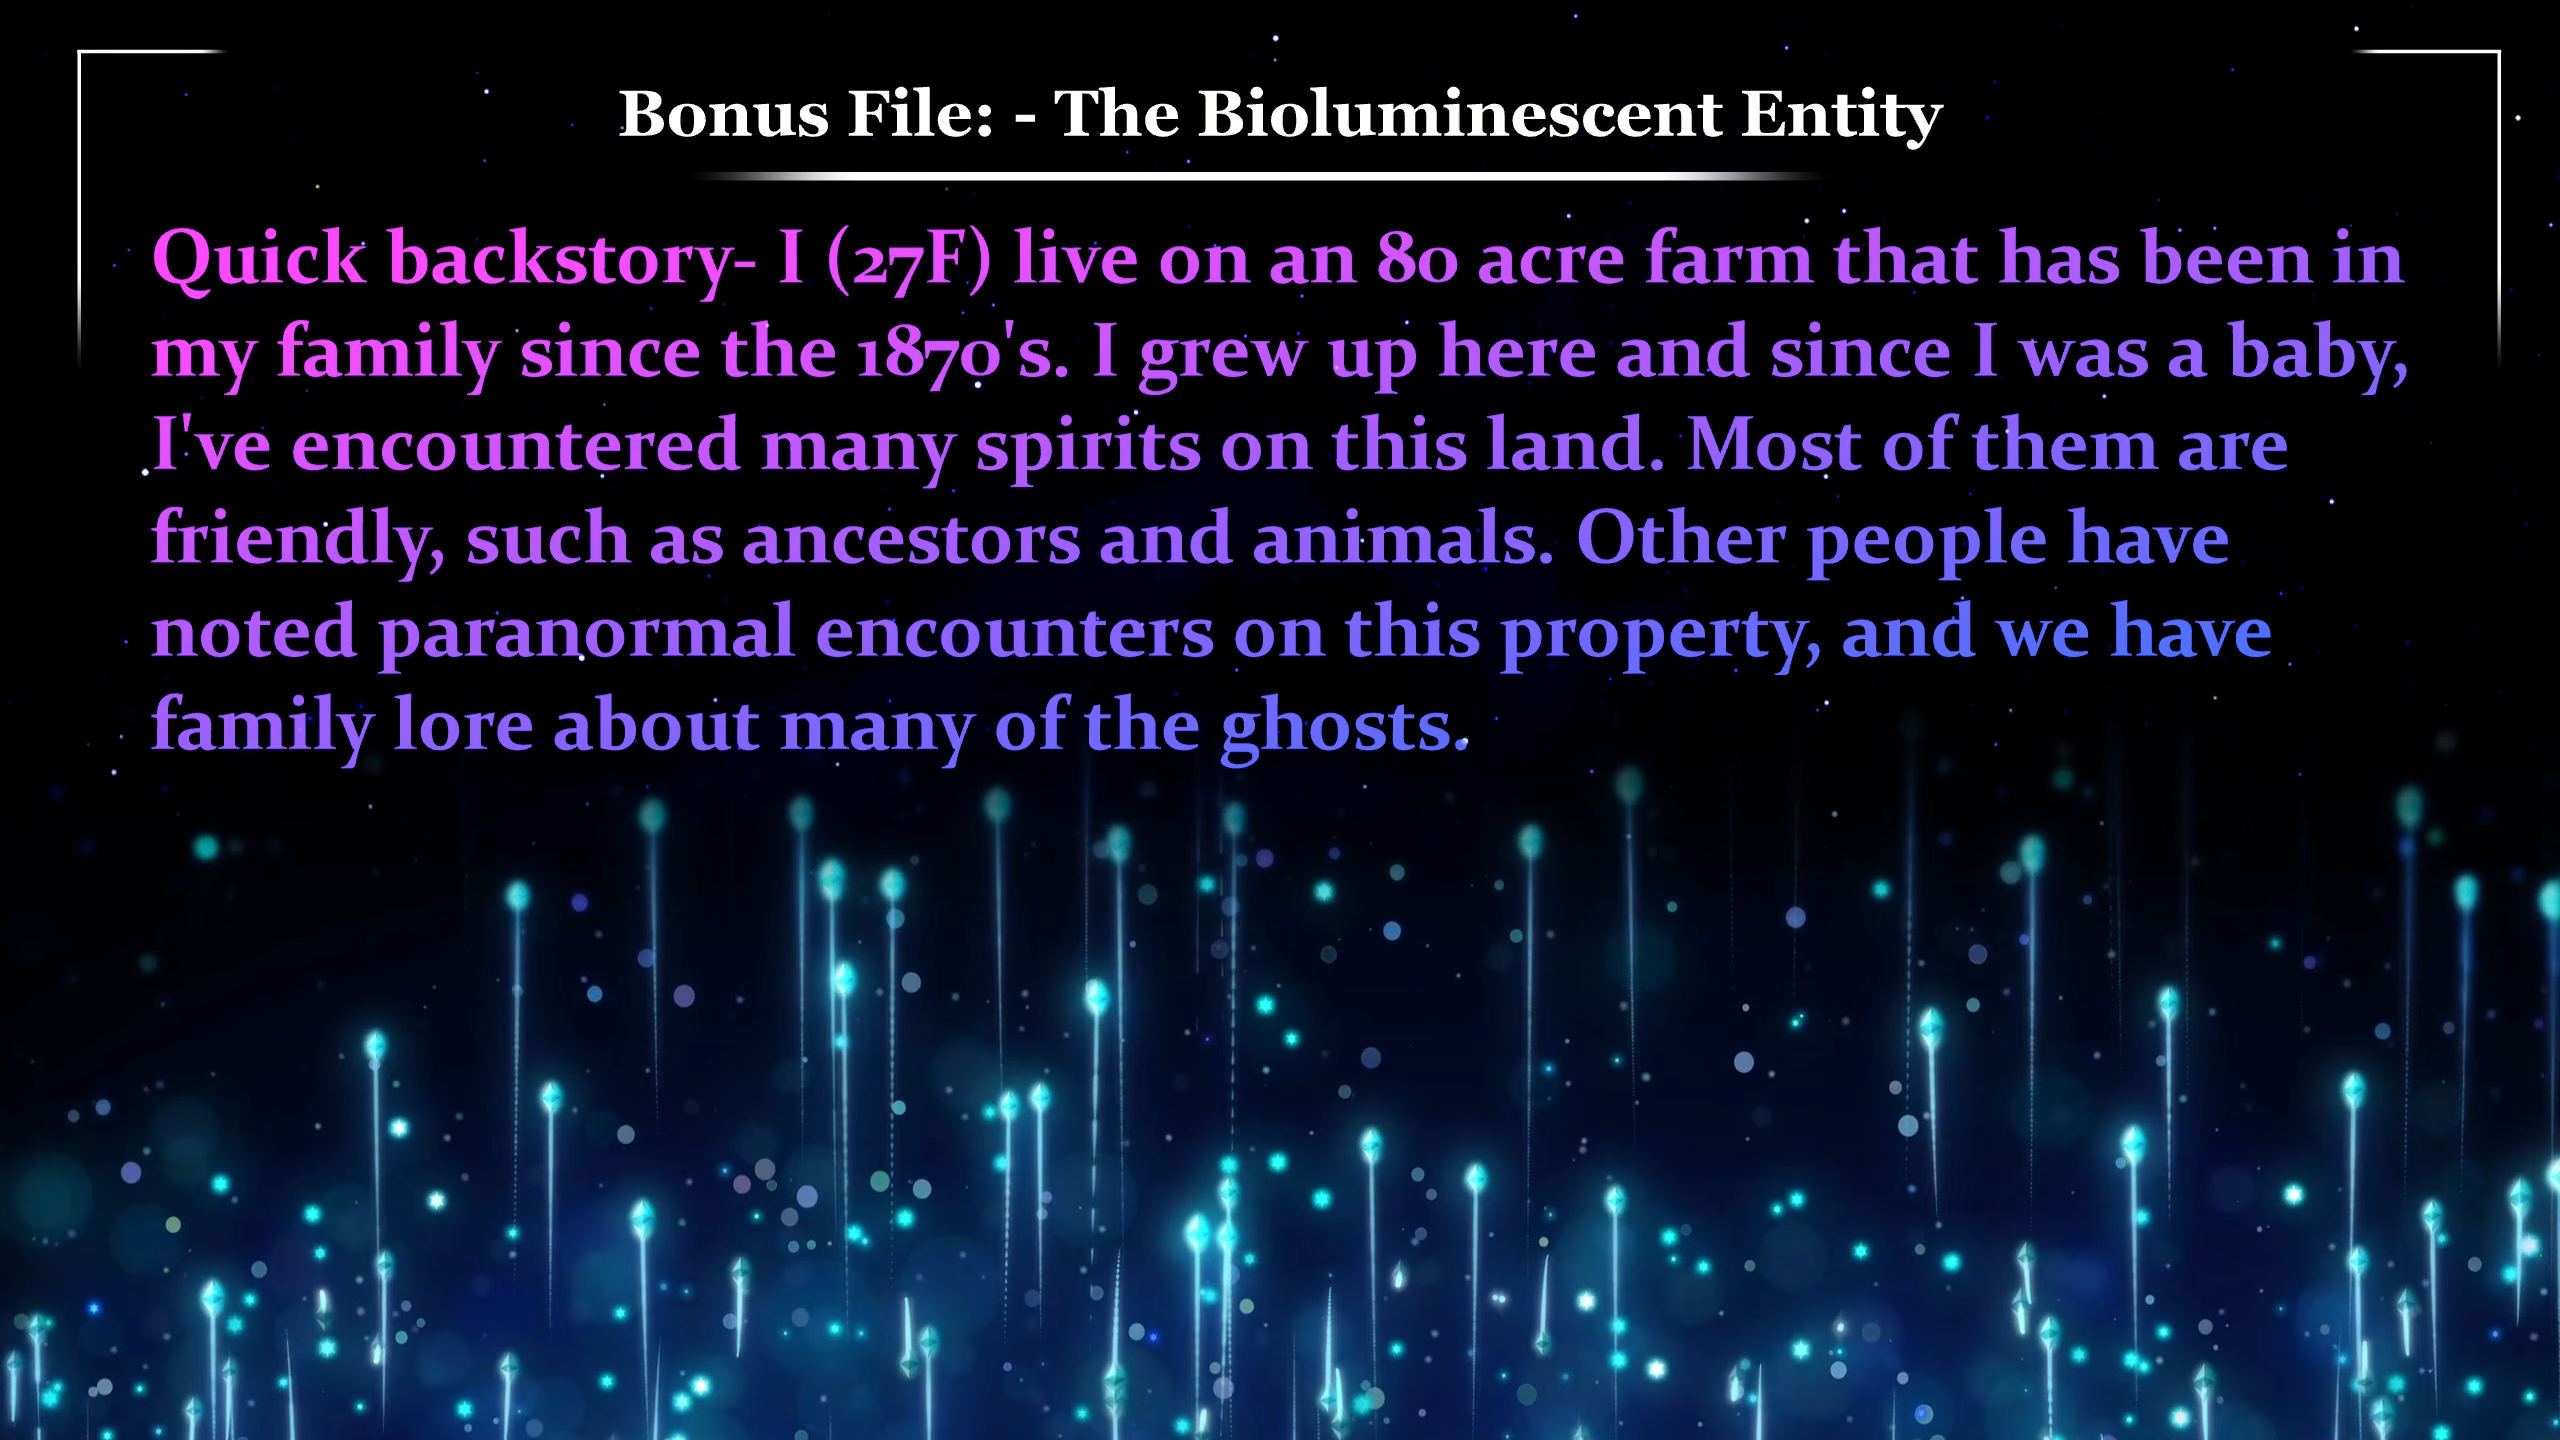 Bonus File: - The Bioluminescent Entity
Quick backstory- I (27F) live on an 80 acre farm that has been in
my family since the 1870's. I grew up here and since I was a baby,
I've encountered many spirits on this land. Most of them are
friendly, such as ancestors and animals. Other people have
noted paranormal encounters on this property, and we have
family lore about many of the ghosts.